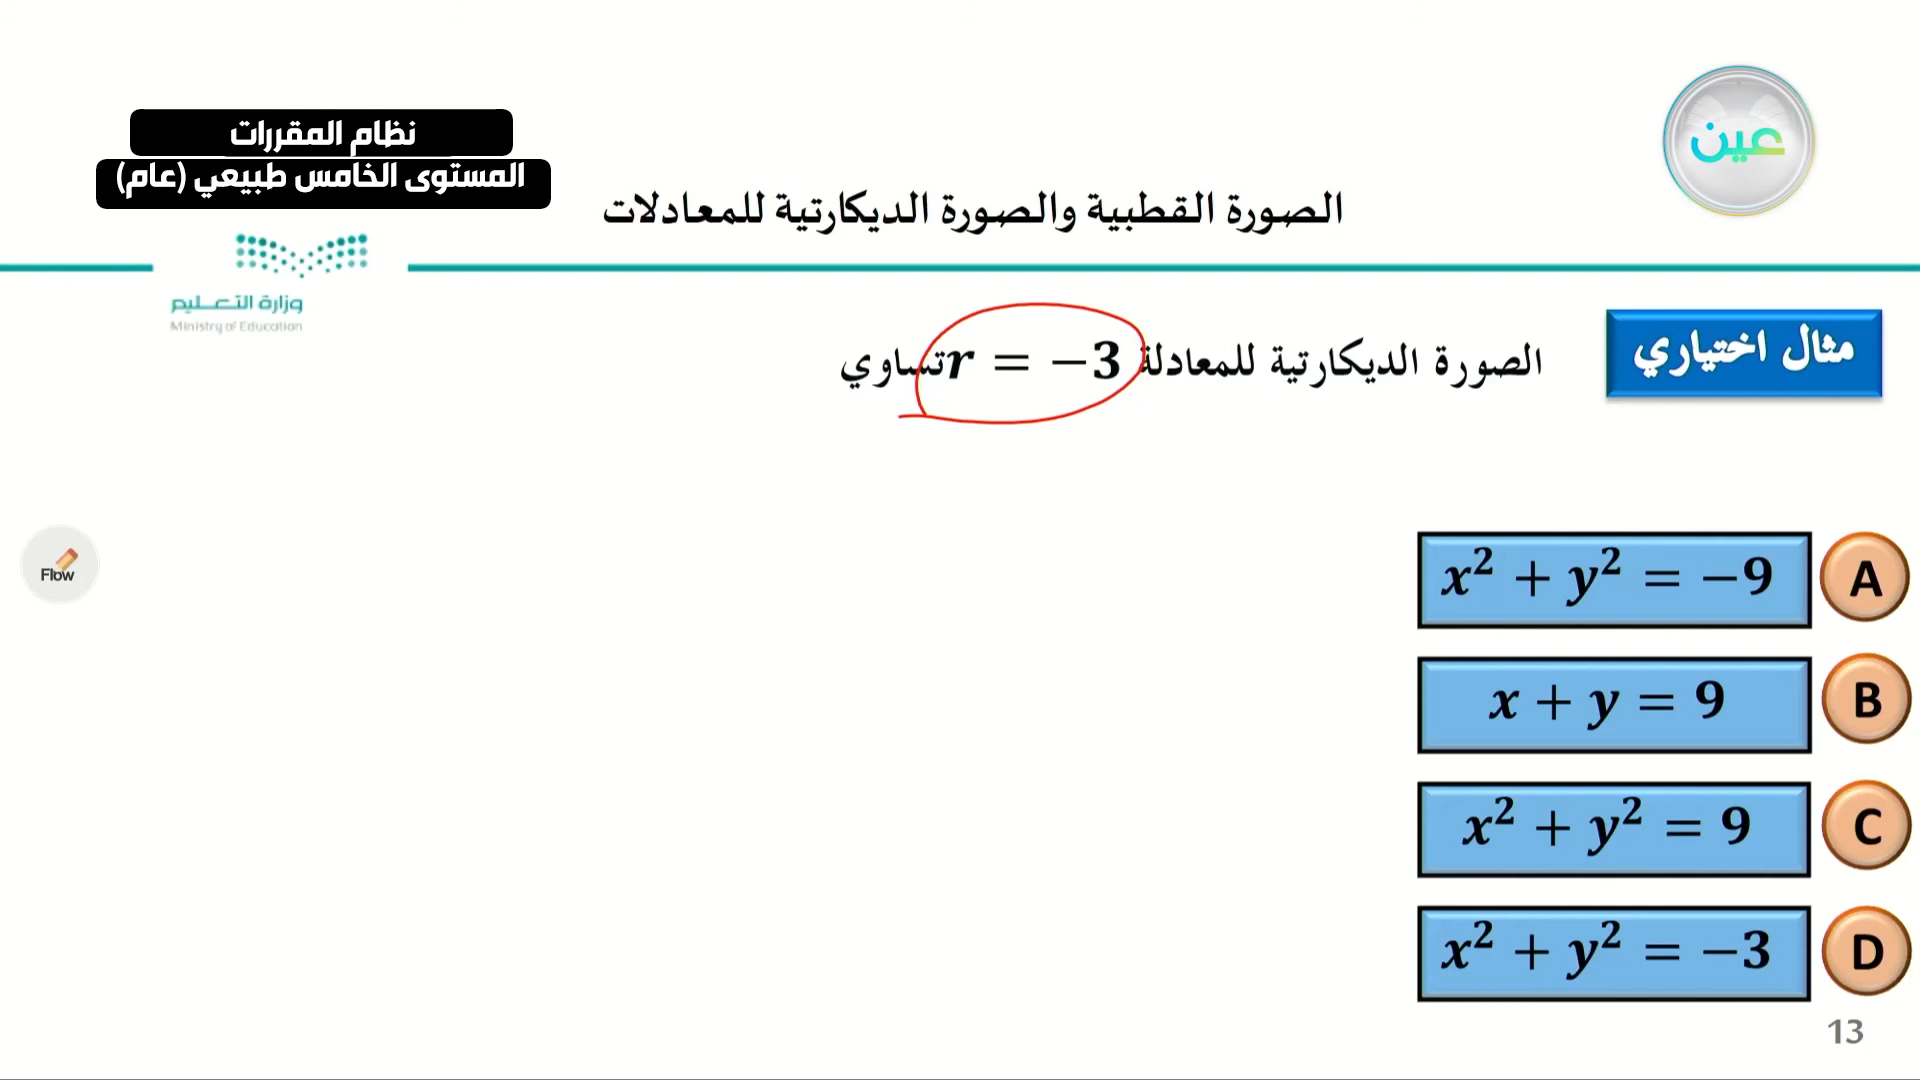 عين
نظام المقررات
المستوى الخامس طبيعي (عام)
الصورة القطبية والصورة الديكارتية للمعادلات
وزارة التعليم
Ministry of Education
مثال اختياري
الصورة الديكارتية للمعادلة r = −3 تساوي
Flow
A x² + y² = −9
B x + y = 9
C x² + y² = 9
D x² + y² = −3
13